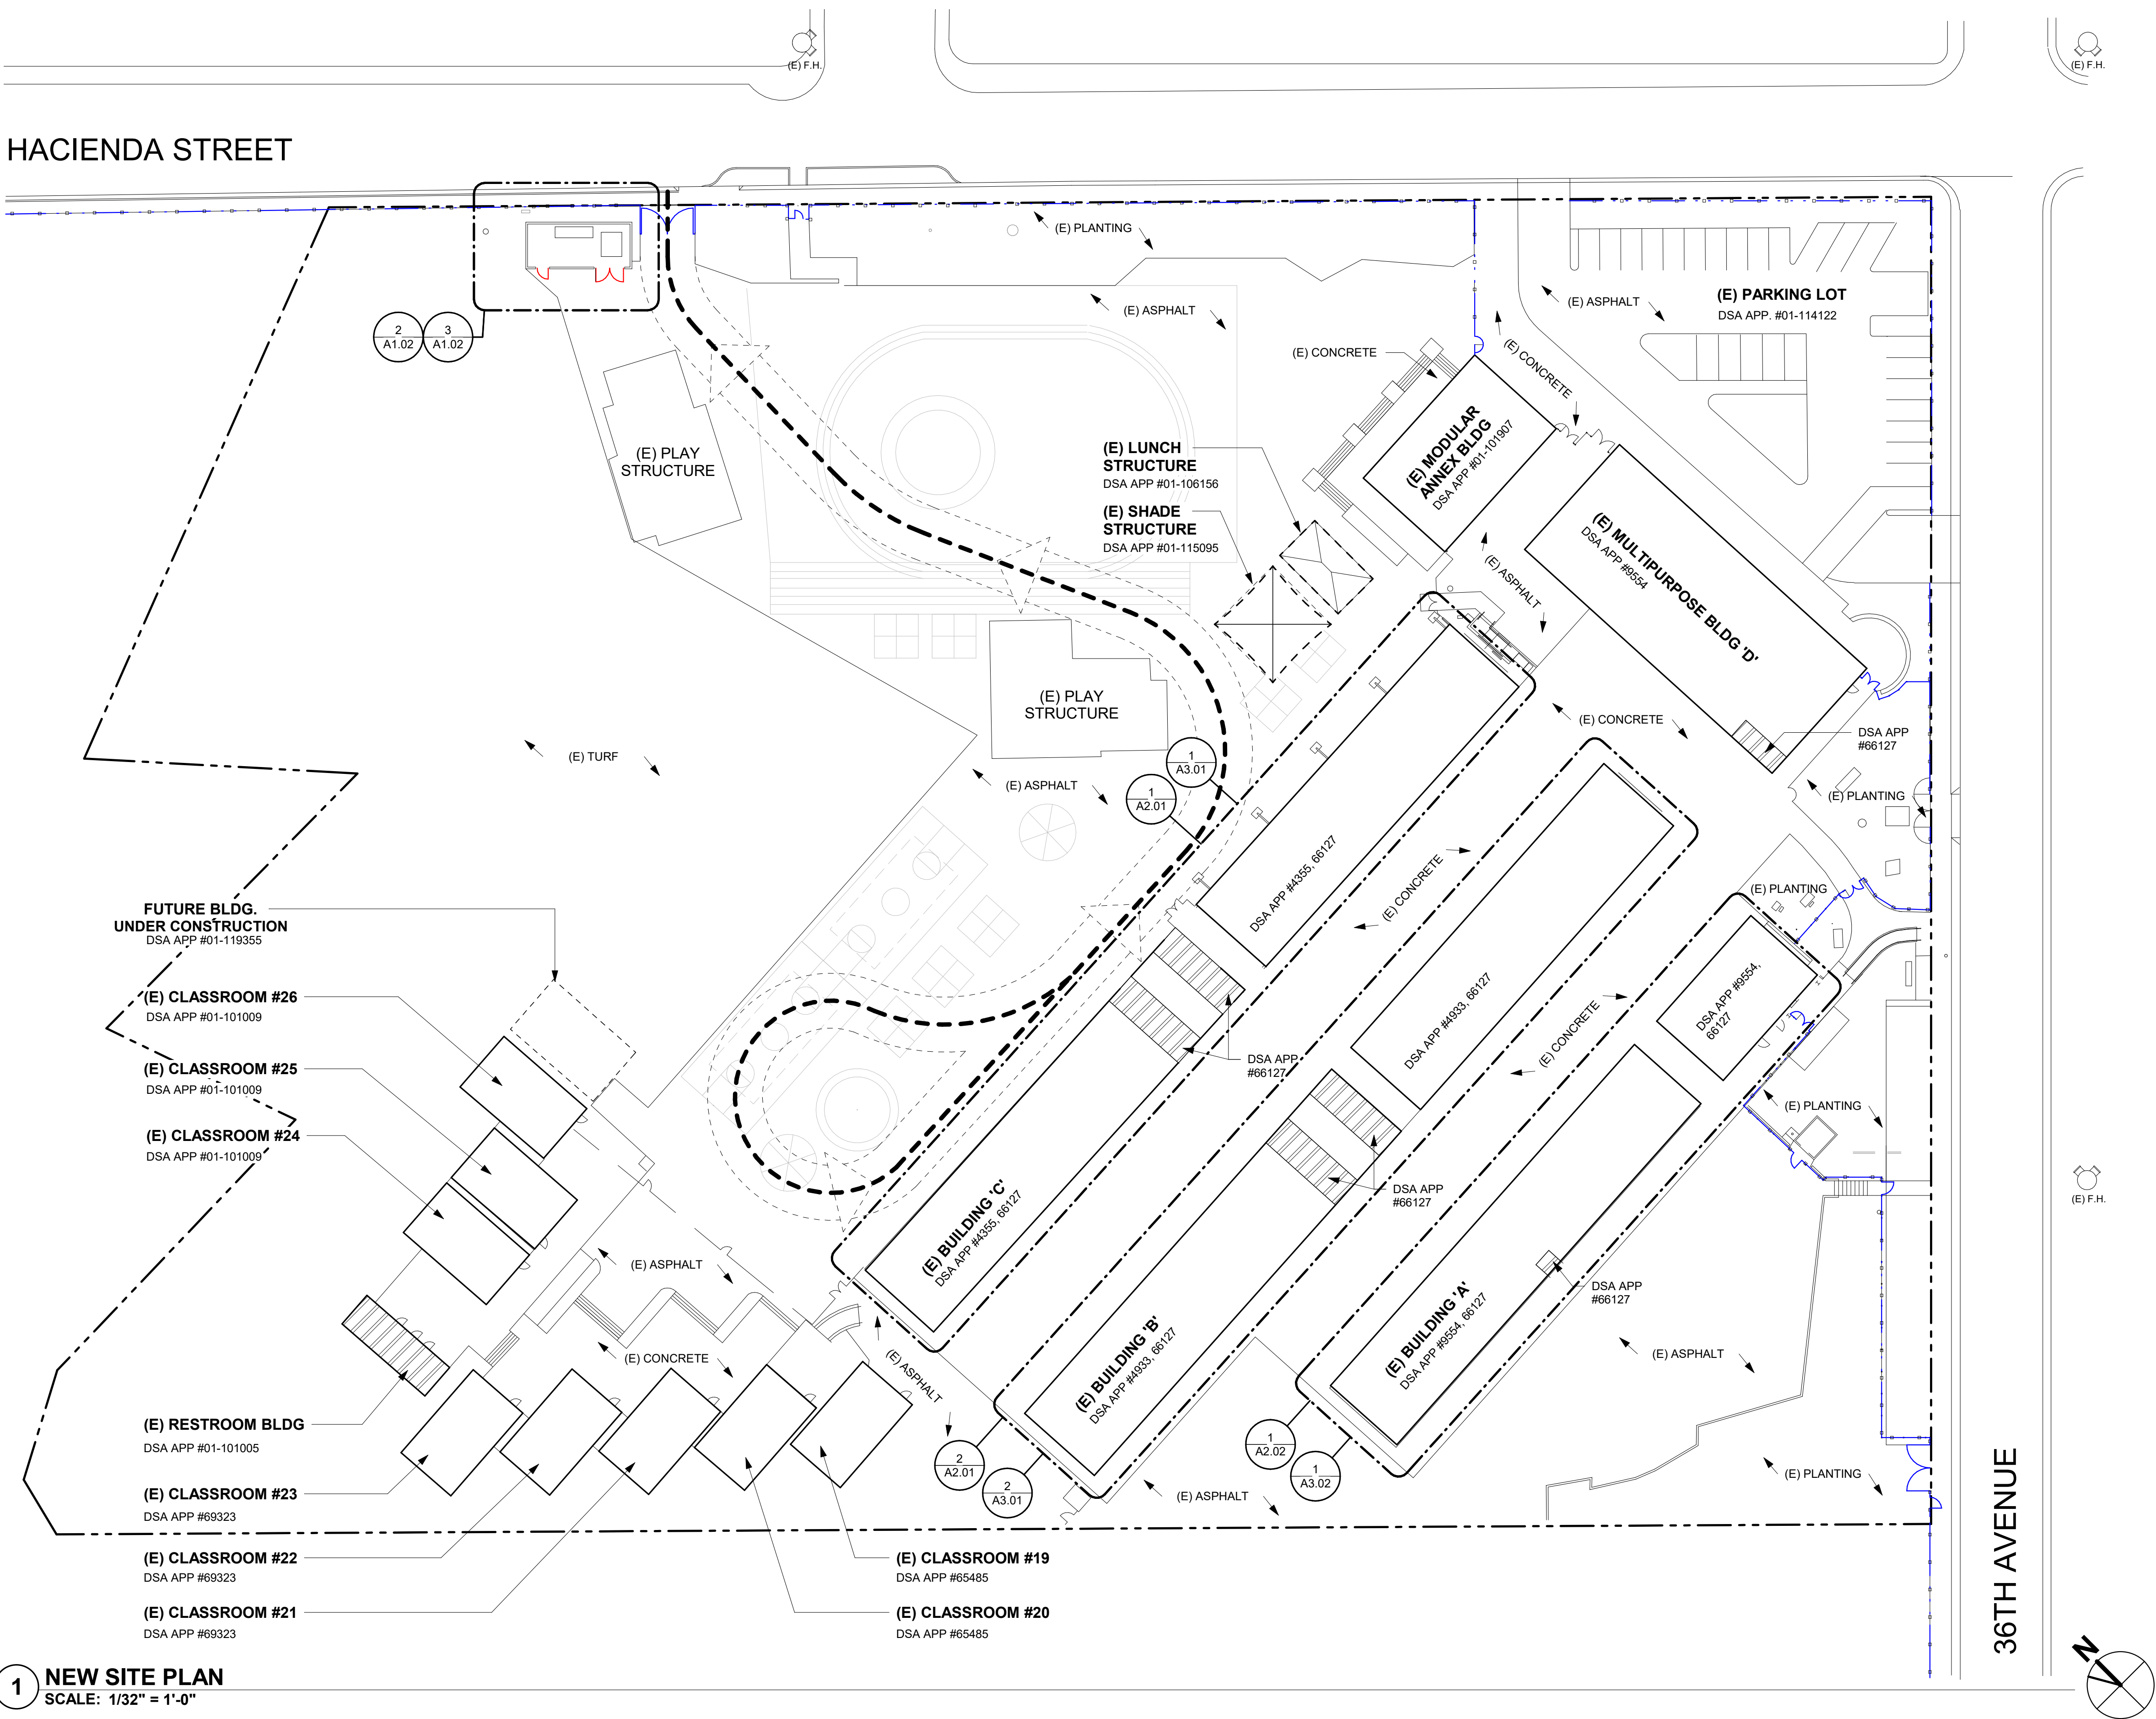 (E) F.H.
(E) F.H.
HACIENDA STREET
(E) PLANTING
(E) ASPHALT
(E) ASPHALT
(E) PARKING LOT
DSA APP. #01-114122
2
A1.02
3
A1.02
(E) CONCRETE
(E) CONCRETE
(E) MODULAR
ANNEX BLDG
DSA APP #01-101907
(E) PLAY
STRUCTURE
(E) LUNCH
STRUCTURE
DSA APP #01-106156
(E) SHADE
STRUCTURE
DSA APP #01-115095
(E) MULTIPURPOSE BLDG 'D'
DSA APP #9554
(E) ASPHALT
(E) PLAY
STRUCTURE
(E) CONCRETE
DSA APP
#66127
(E) TURF
(E) ASPHALT
1
A3.01
1
A2.01
(E) PLANTING
DSA APP #4355, 66127
(E) CONCRETE
(E) PLANTING
FUTURE BLDG.
UNDER CONSTRUCTION
DSA APP #01-119355
(E) CLASSROOM #26
DSA APP #01-101009
(E) CLASSROOM #25
DSA APP #01-101009
(E) CLASSROOM #24
DSA APP #01-101009
DSA APP #4933, 66127
(E) CONCRETE
DSA APP #9554,
66127
DSA APP
#66127
(E) PLANTING
DSA APP
#66127
(E) F.H.
(E) BUILDING 'C'
DSA APP #4355, 66127
(E) ASPHALT
(E) BUILDING 'B'
DSA APP #4933, 66127
(E) BUILDING 'A'
DSA APP #9554, 66127
DSA APP
#66127
(E) ASPHALT
(E) CONCRETE
(E) ASPHALT
(E) RESTROOM BLDG
DSA APP #01-101005
2
A2.01
2
A3.01
1
A2.02
1
A3.02
(E) PLANTING
(E) ASPHALT
(E) CLASSROOM #23
DSA APP #69323
(E) CLASSROOM #22
DSA APP #69323
(E) CLASSROOM #21
DSA APP #69323
(E) CLASSROOM #19
DSA APP #65485
(E) CLASSROOM #20
DSA APP #65485
36TH AVENUE
N
1
NEW SITE PLAN
SCALE: 1/32" = 1'-0"